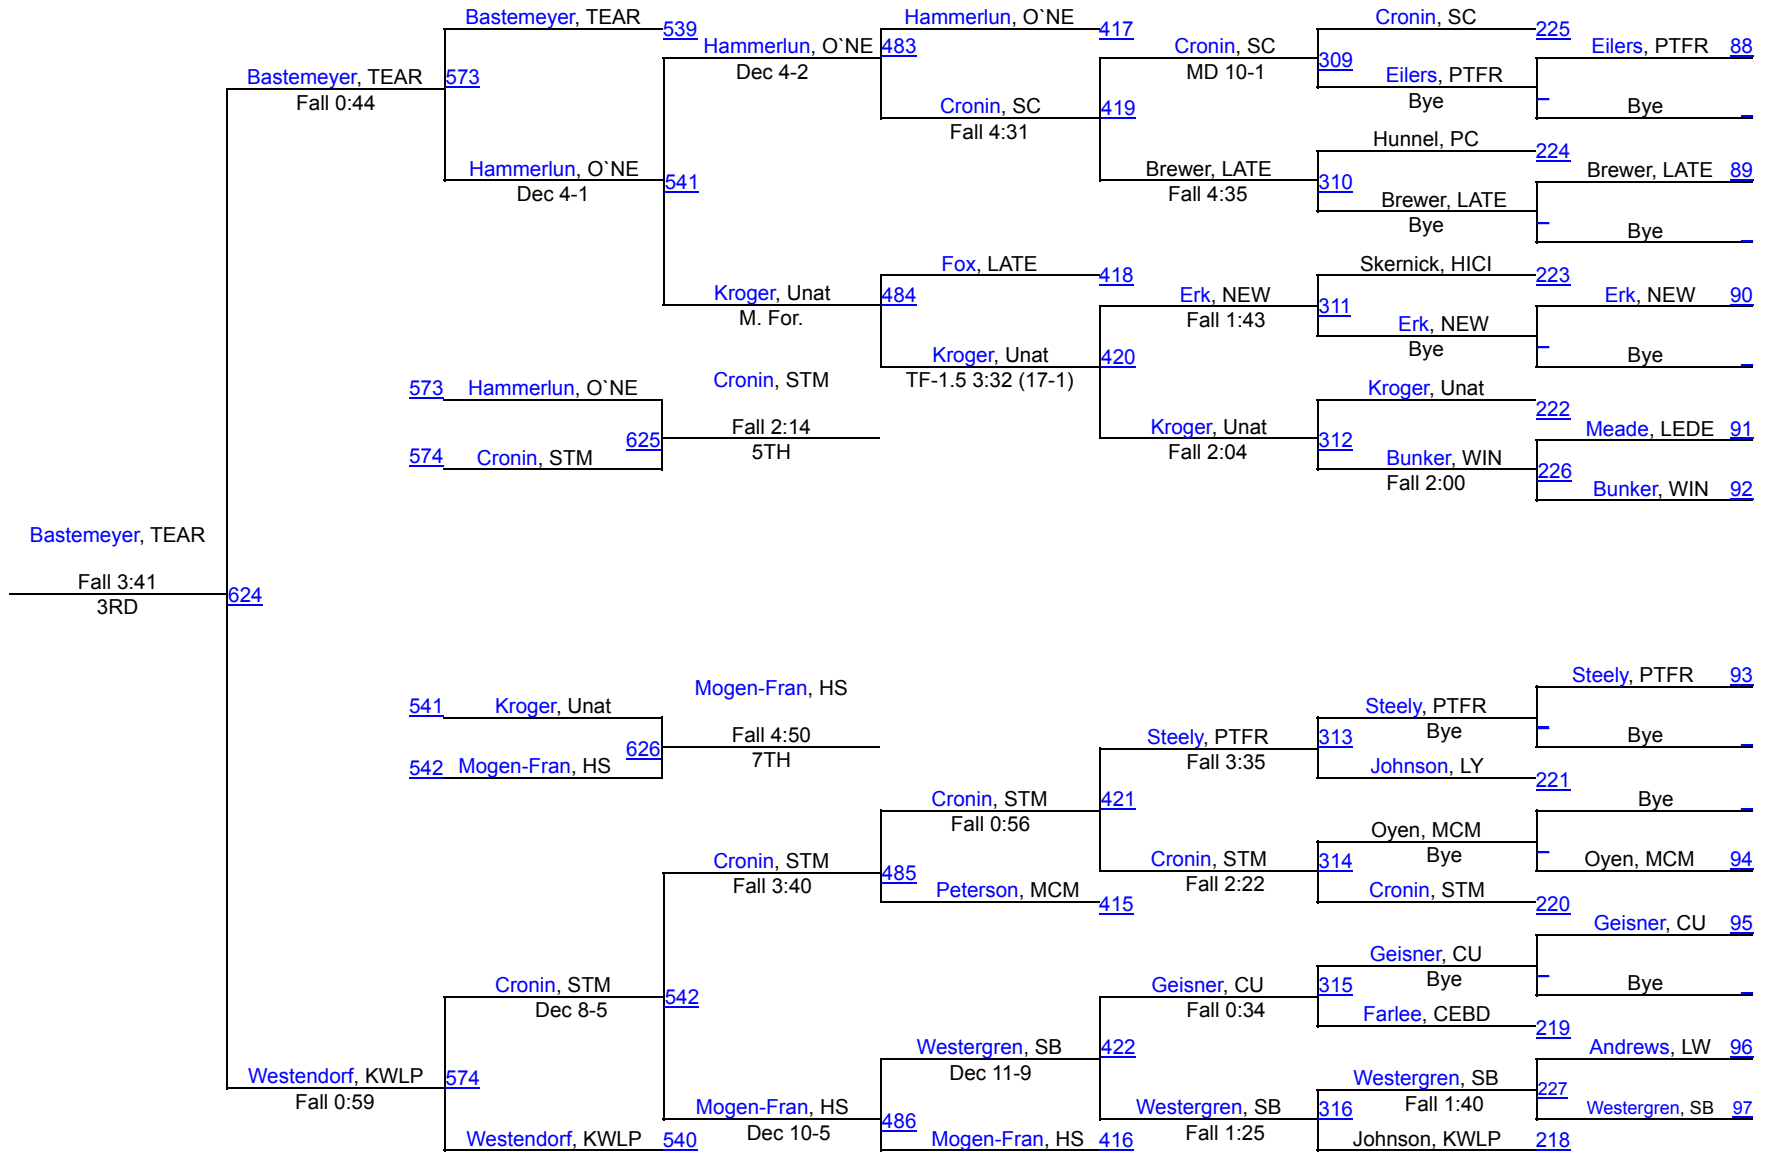 Bastemeyer, TEAR
539
Hammerlun, O`NE
417
Cronin, SC
225
Hammerlun, O`NE
483
Dec 4-2
Cronin, SC
MD 10-1
309
Eilers, PTFR 88
Bastemeyer, TEAR
Fall 0:44
573
Eilers, PTFR
Bye
Bye
Cronin, SC
Fall 4:31
419
Hunnel, PC
224
Hammerlun, O`NE
Dec 4-1
541
Brewer, LATE
Fall 4:35
310
Brewer, LATE 89
Brewer, LATE
Bye
Bye
Fox, LATE
418
Skernick, HICI
223
Kroger, Unat
M. For.
484
Erk, NEW
Fall 1:43
311
Erk, NEW 90
Erk, NEW
Bye
Bye
Kroger, Unat
TF-1.5 3:32 (17-1)
420
573 Hammerlun, O`NE
Cronin, STM
Kroger, Unat
222
625
Fall 2:14
5TH
Kroger, Unat
Fall 2:04
312
Meade, LEDE 91
574 Cronin, STM
Bunker, WIN
Fall 2:00
226
Bunker, WIN 92
Bastemeyer, TEAR
Fall 3:41
3RD
624
Steely, PTFR 93
541 Kroger, Unat
Mogen-Fran, HS
Steely, PTFR
Bye
626
Fall 4:50
7TH
Steely, PTFR
Fall 3:35
313
Bye
542 Mogen-Fran, HS
Johnson, LY
221
Cronin, STM
Fall 0:56
421
Bye
Oyen, MCM
Bye
Cronin, STM
Fall 3:40
485
Cronin, STM
Fall 2:22
314
Oyen, MCM 94
Peterson, MCM
415
Cronin, STM
220
Geisner, CU 95
Geisner, CU
Bye
Cronin, STM
Dec 8-5
542
Geisner, CU
Fall 0:34
315
Bye
Farlee, CEBD
219
Westergren, SB
Dec 11-9
422
Andrews, LW 96
Westendorf, KWLP
Fall 0:59
574
Westergren, SB
Fall 1:40
227
Mogen-Fran, HS
Dec 10-5
486
Westergren, SB
Fall 1:25
316
Westergren, SB 97
Westendorf, KWLP 540
Mogen-Fran, HS 416
Johnson, KWLP 218